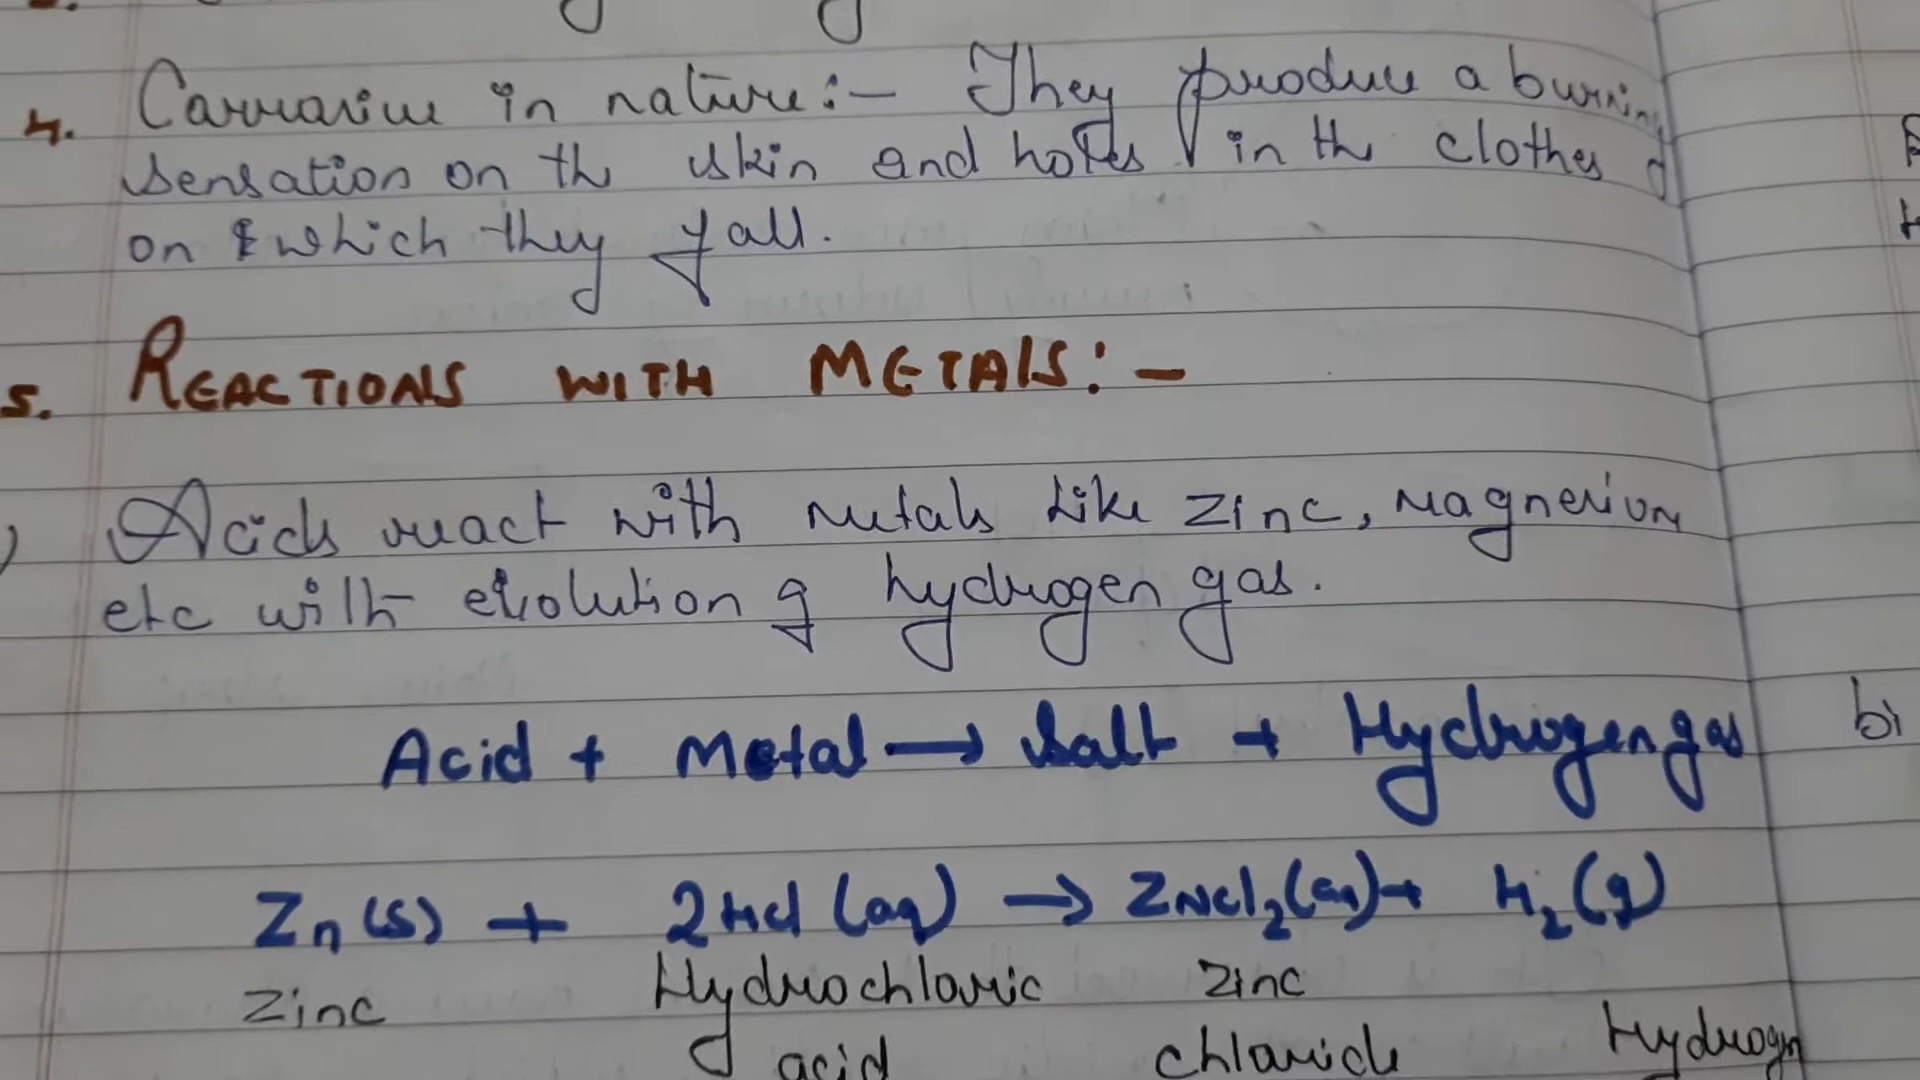 4. Corrosive in nature:- They produce a burning
sensation on the skin and holes in the clothes
on which they fall.
5. REACTIONS WITH METALS:-
Acids react with metals like zinc, magnesium
etc with evolution of hydrogen gas.
Acid + Metal → Salt + Hydrogen gas
b)
Zn(s) + 2HCl (aq) → ZnCl₂(aq) + H₂(g)
Zinc Hydrochloric Zinc
acid chloride Hydrogn